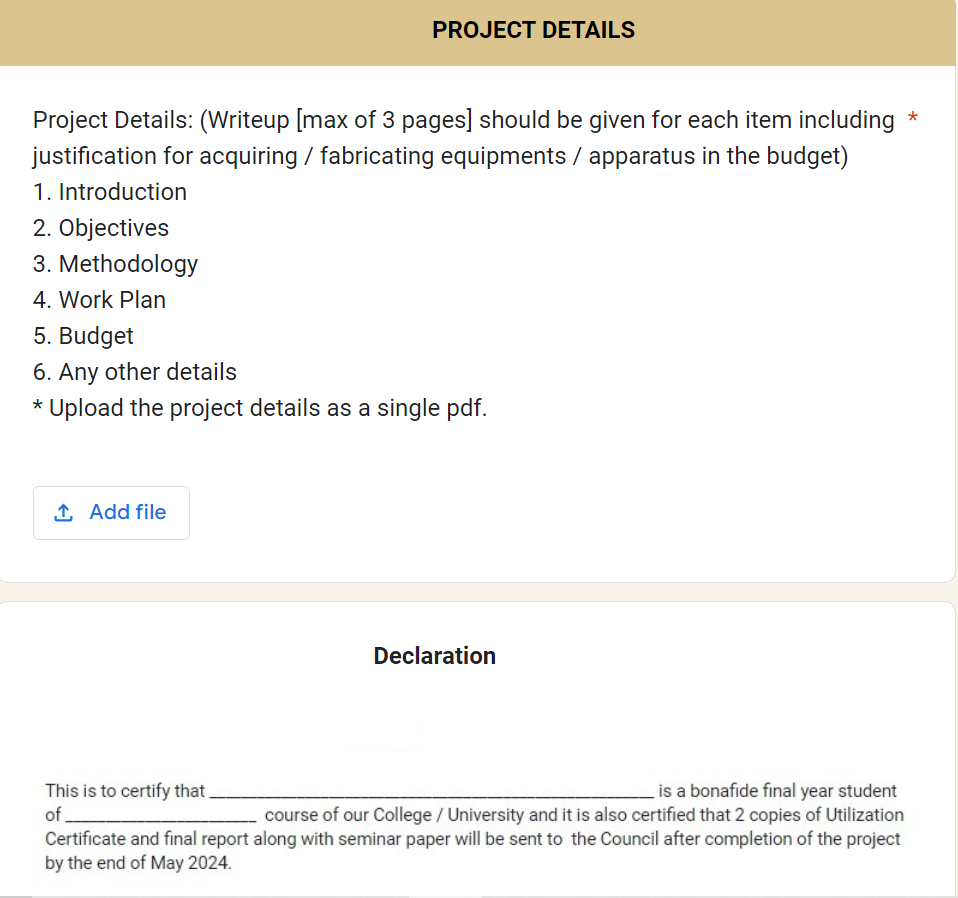 PROJECT DETAILS
Project Details: (Writeup [max of 3 pages] should be given for each item including *
justification for acquiring / fabricating equipments / apparatus in the budget)
1. Introduction
2. Objectives
3. Methodology
4. Work Plan
5. Budget
6. Any other details
* Upload the project details as a single pdf.
Add file
Declaration
This is to certify that ______________________________________________ is a bonafide final year student
of ____________________ course of our College / University and it is also certified that 2 copies of Utilization
Certificate and final report along with seminar paper will be sent to the Council after completion of the project
by the end of May 2024.